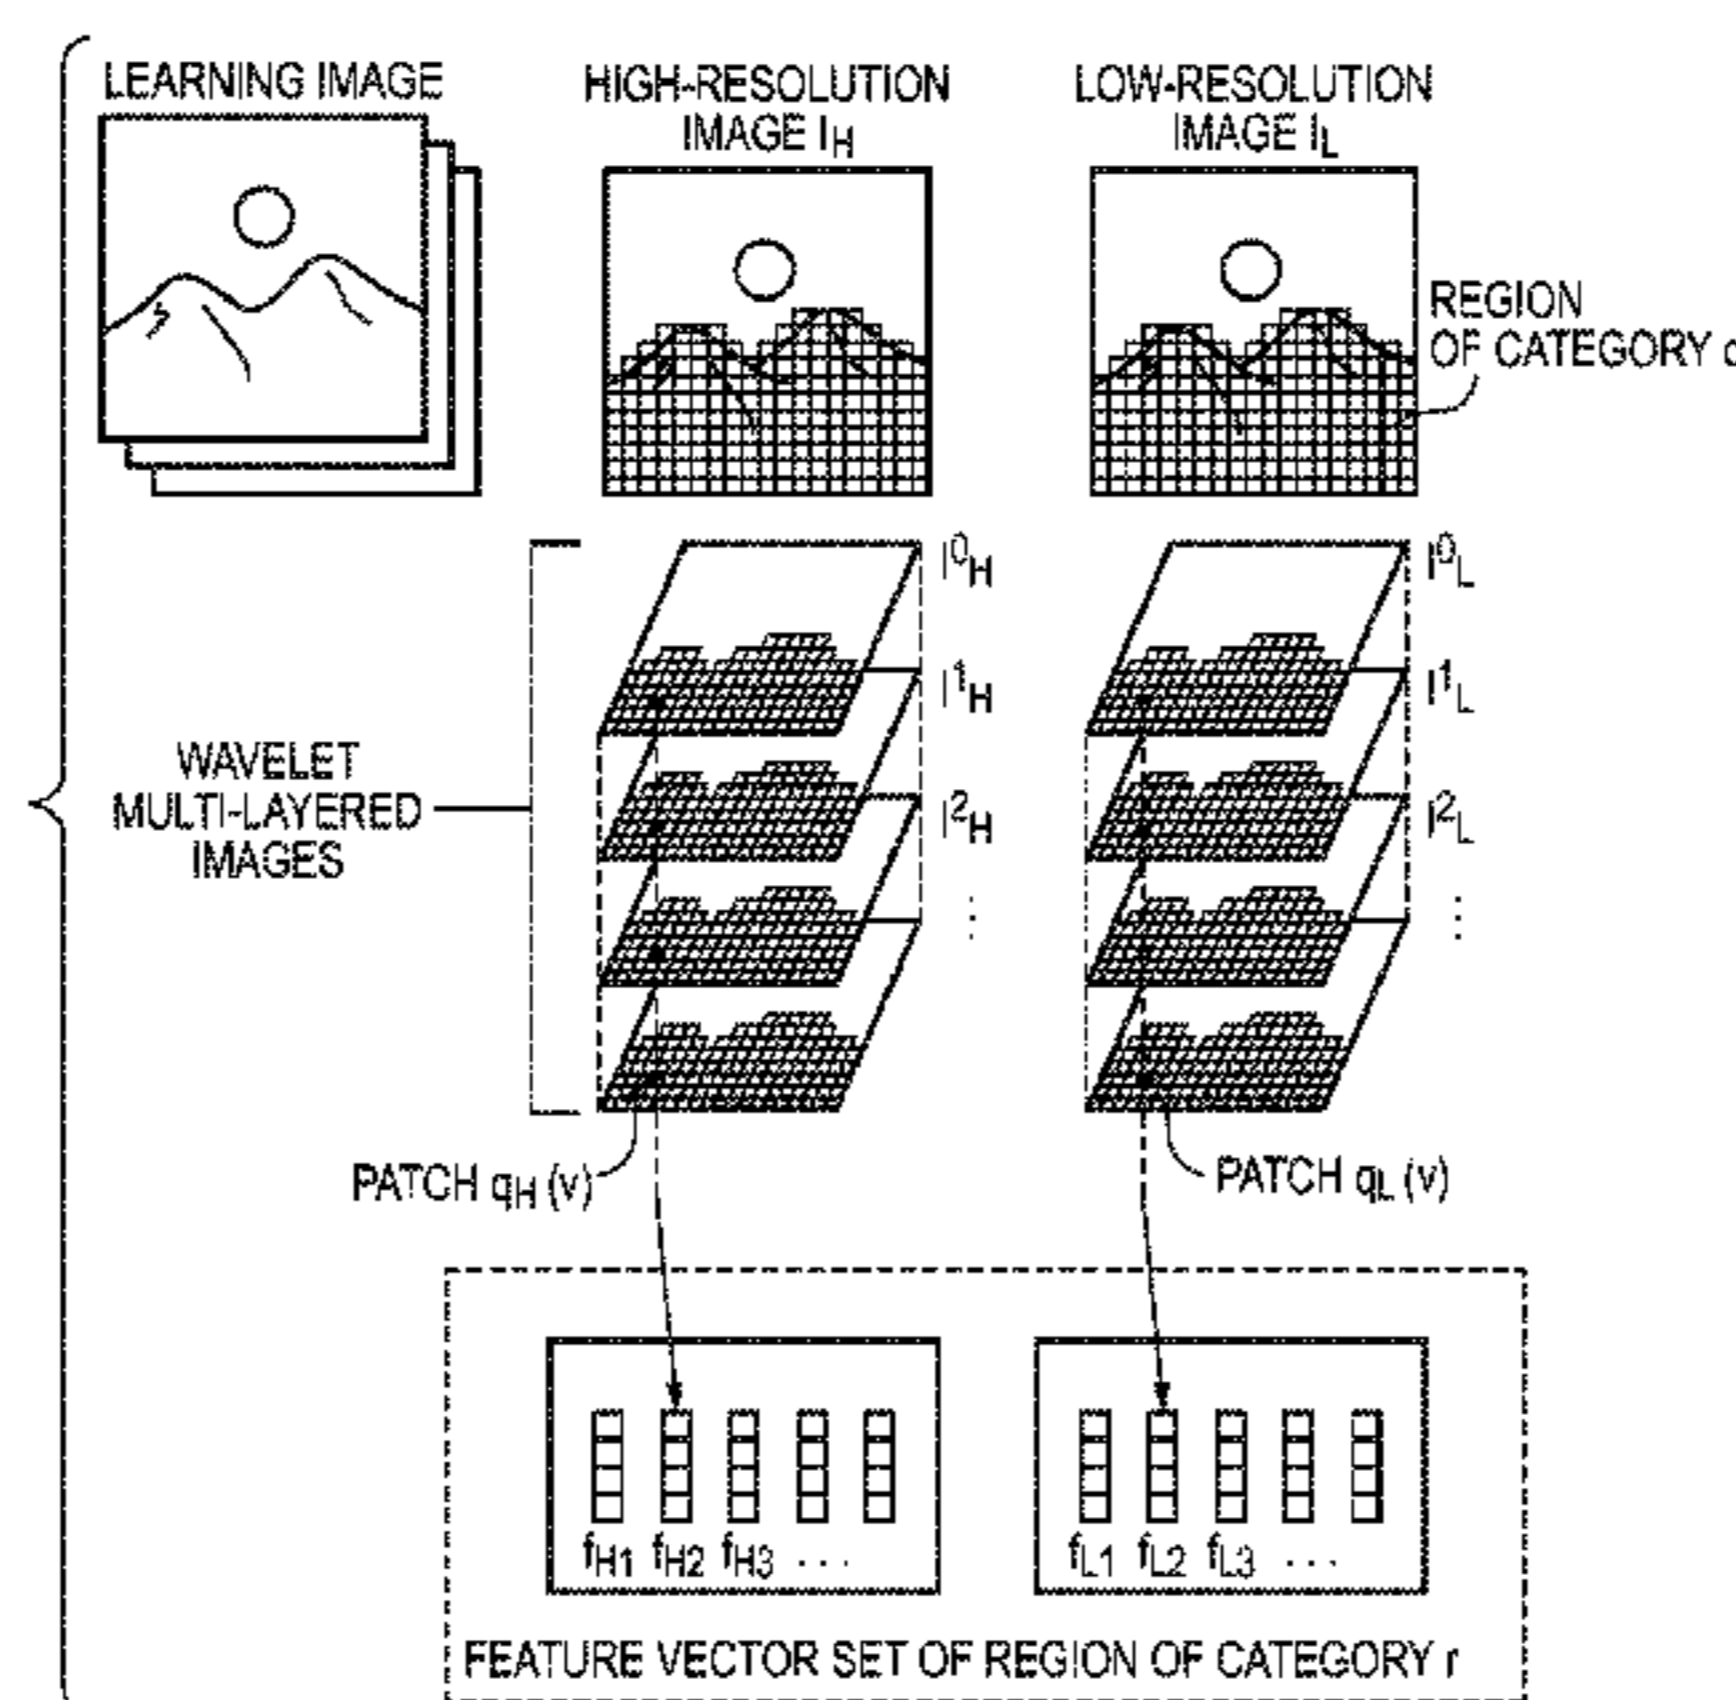 LEARNING IMAGE
HIGH-RESOLUTION
IMAGE IH
LOW-RESOLUTION
IMAGE IL
REGION
OF CATEGORY
I0H
I0L
I1H
I1L
WAVELET
MULTI-LAYERED
IMAGES
I2H
I2L
⋮
⋮
PATCH qH (v)
PATCH qL (v)
fH1 fH2 fH3 ...
fL1 fL2 fL3 ...
FEATURE VECTOR SET OF REGION OF CATEGORY r